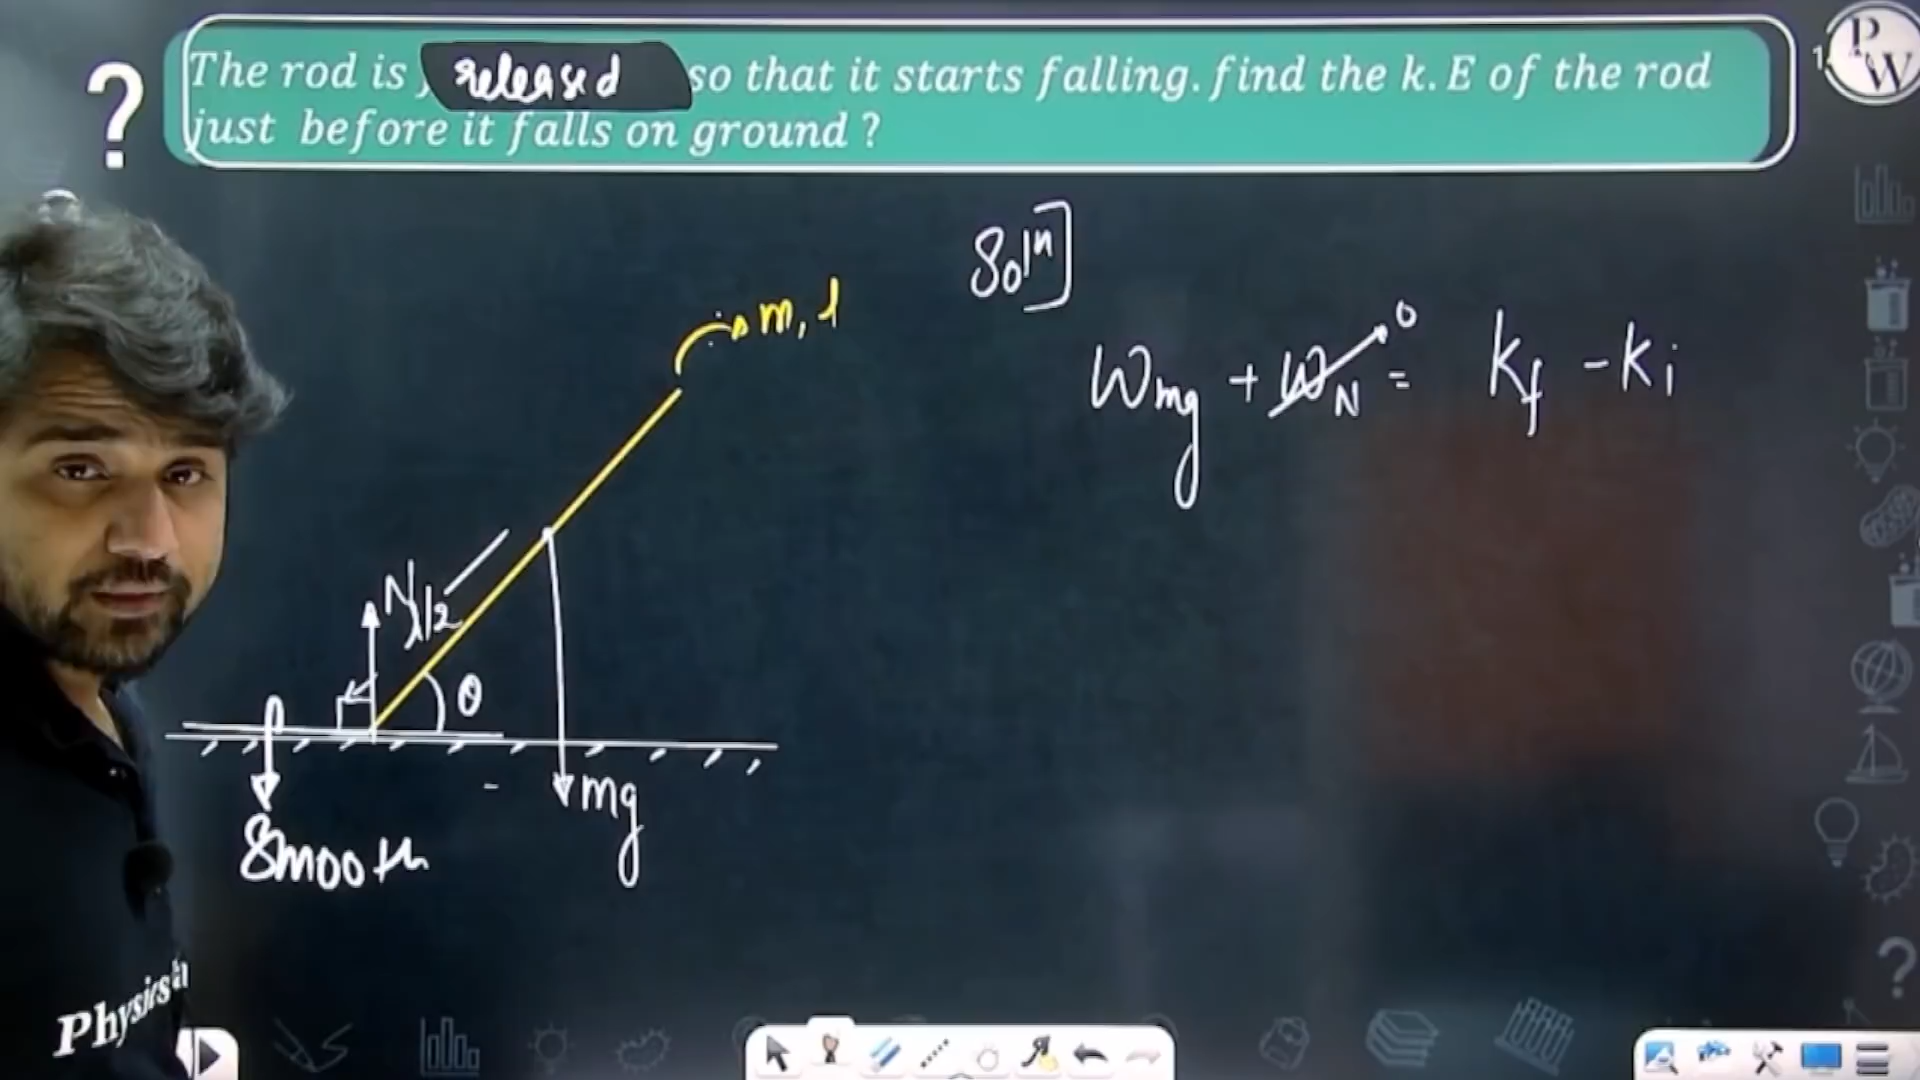 The rod is released so that it starts falling. find the k. E of the rod
just before it falls on ground ?
PW
Solⁿ]
m, l
Wmg + WN = 0 Kf - Ki
N
l/2
θ
mg
Smooth
Physics